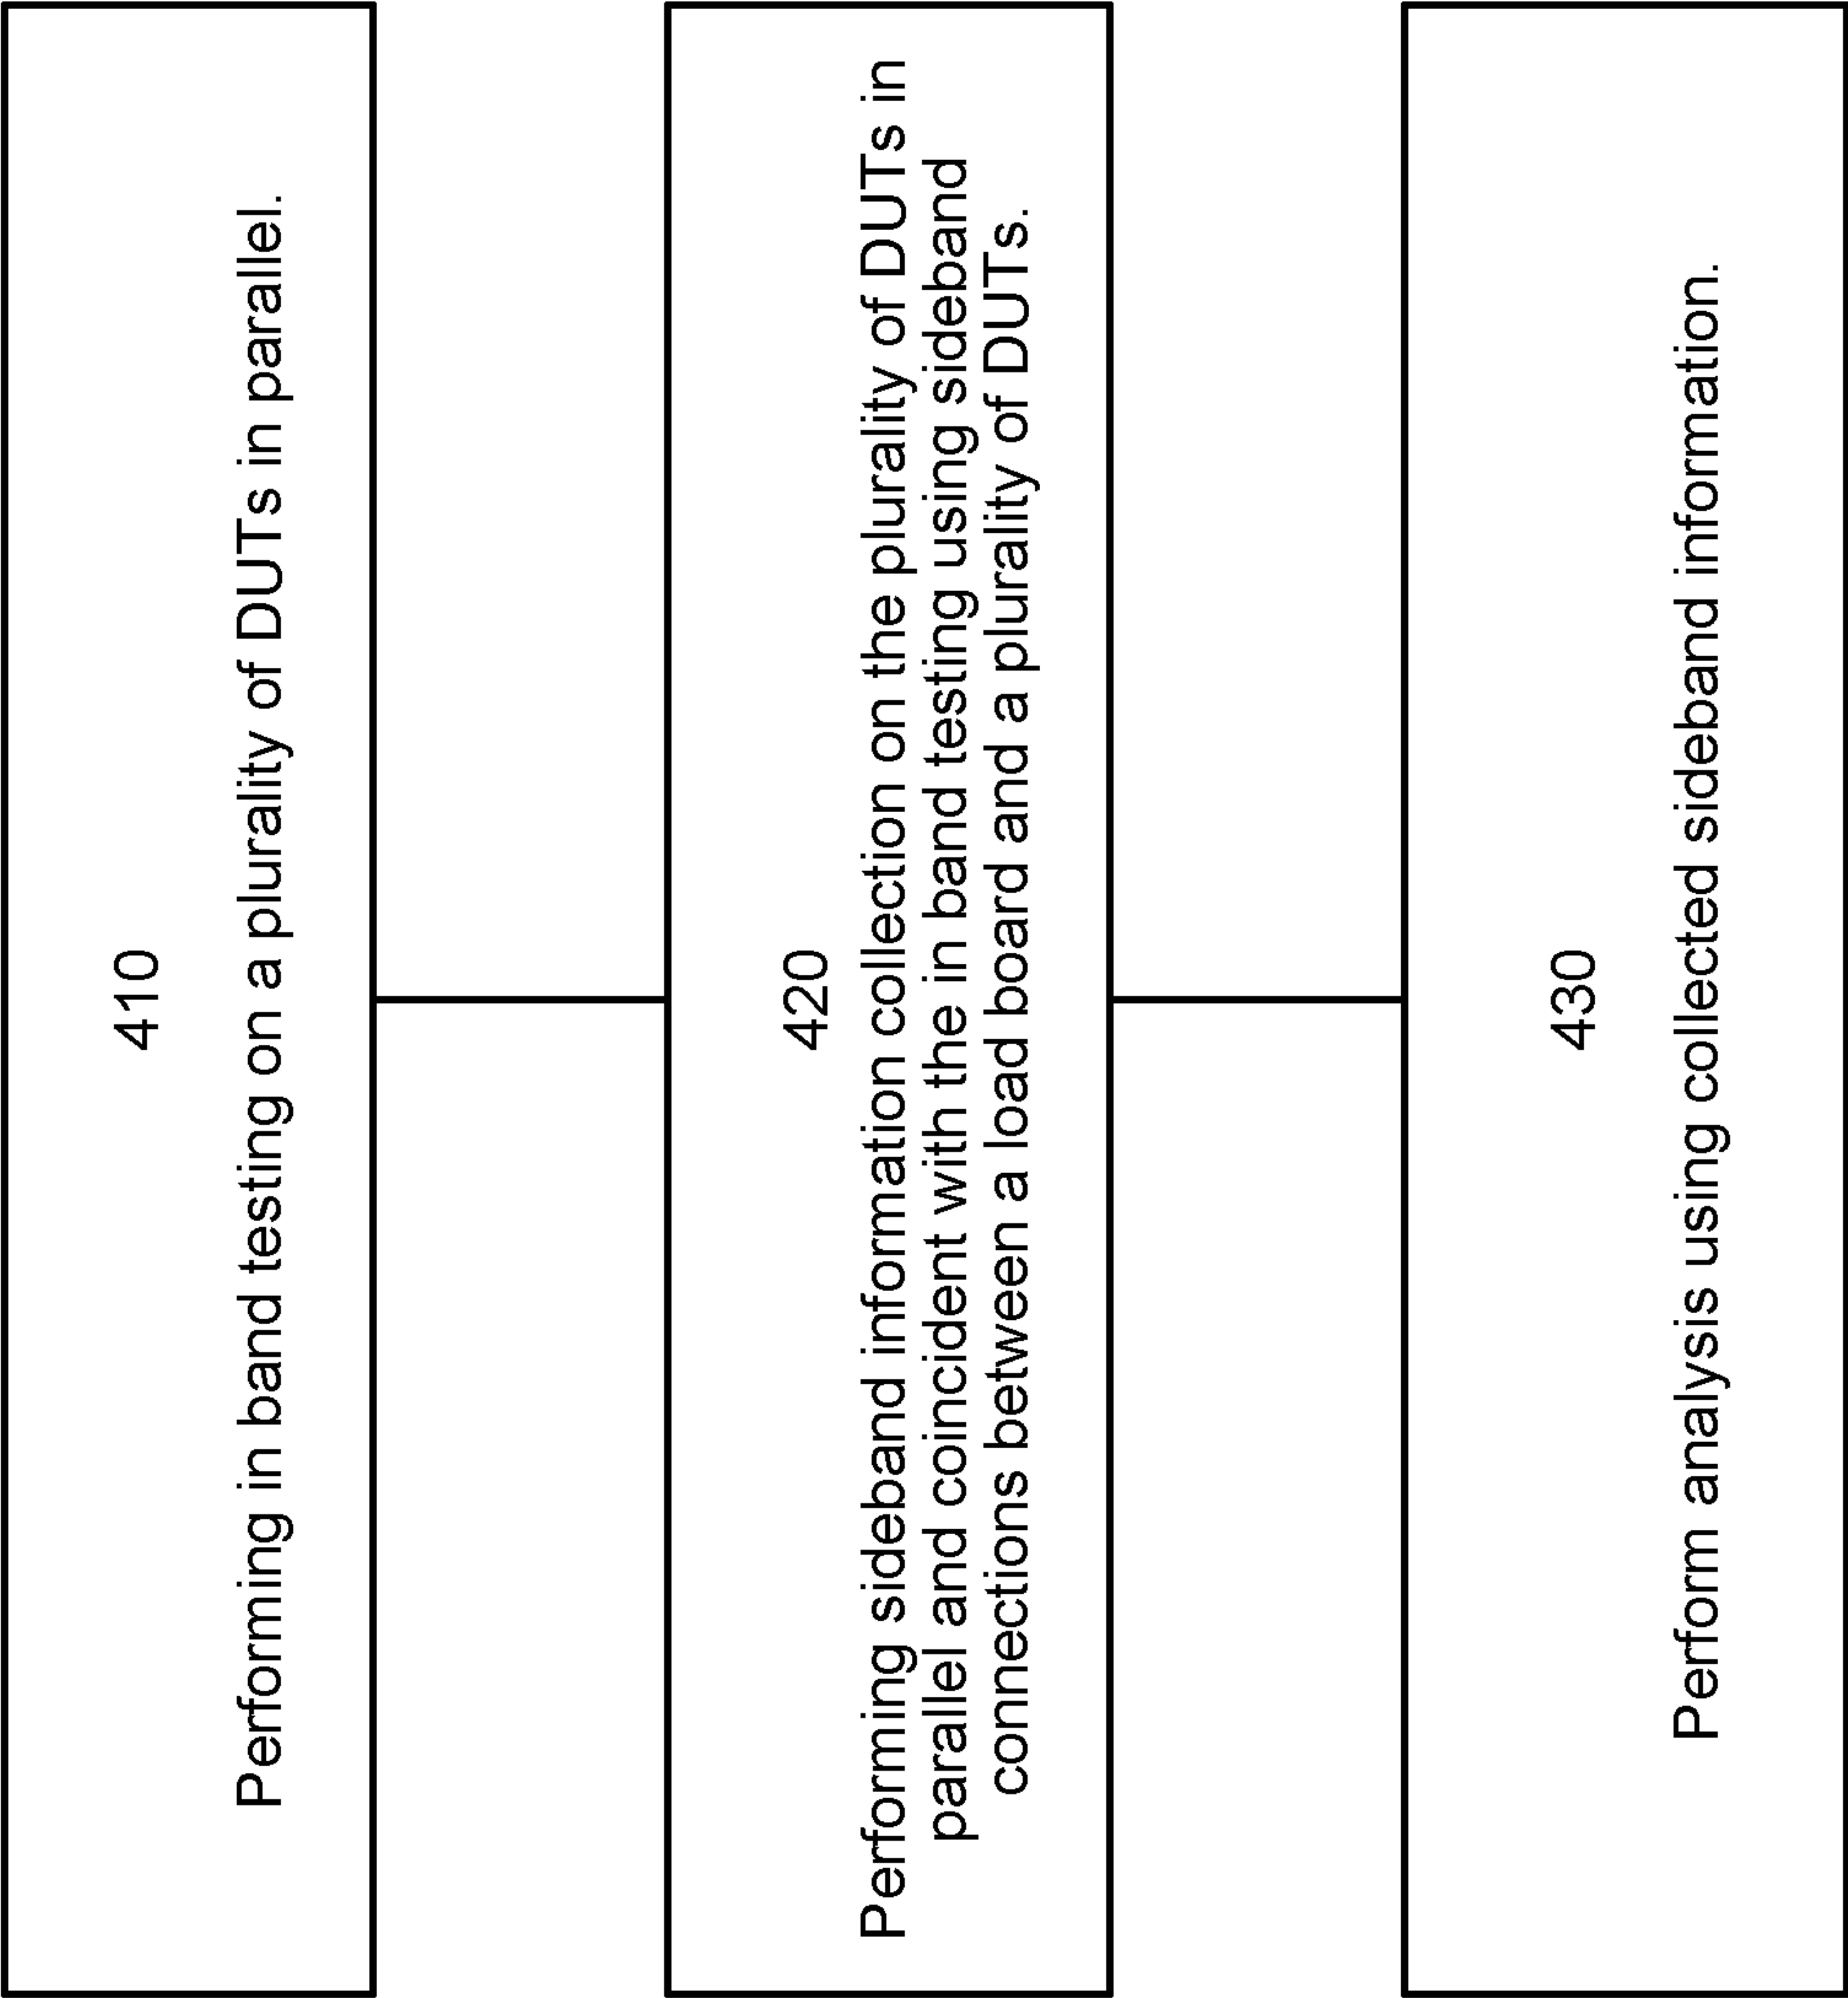 410
Performing in band testing on a plurality of DUTs in parallel.
420
Performing sideband information collection on the plurality of DUTs in
parallel and coincident with the in band testing using sideband
connections between a load board and a plurality of DUTs.
430
Perform analysis using collected sideband information.